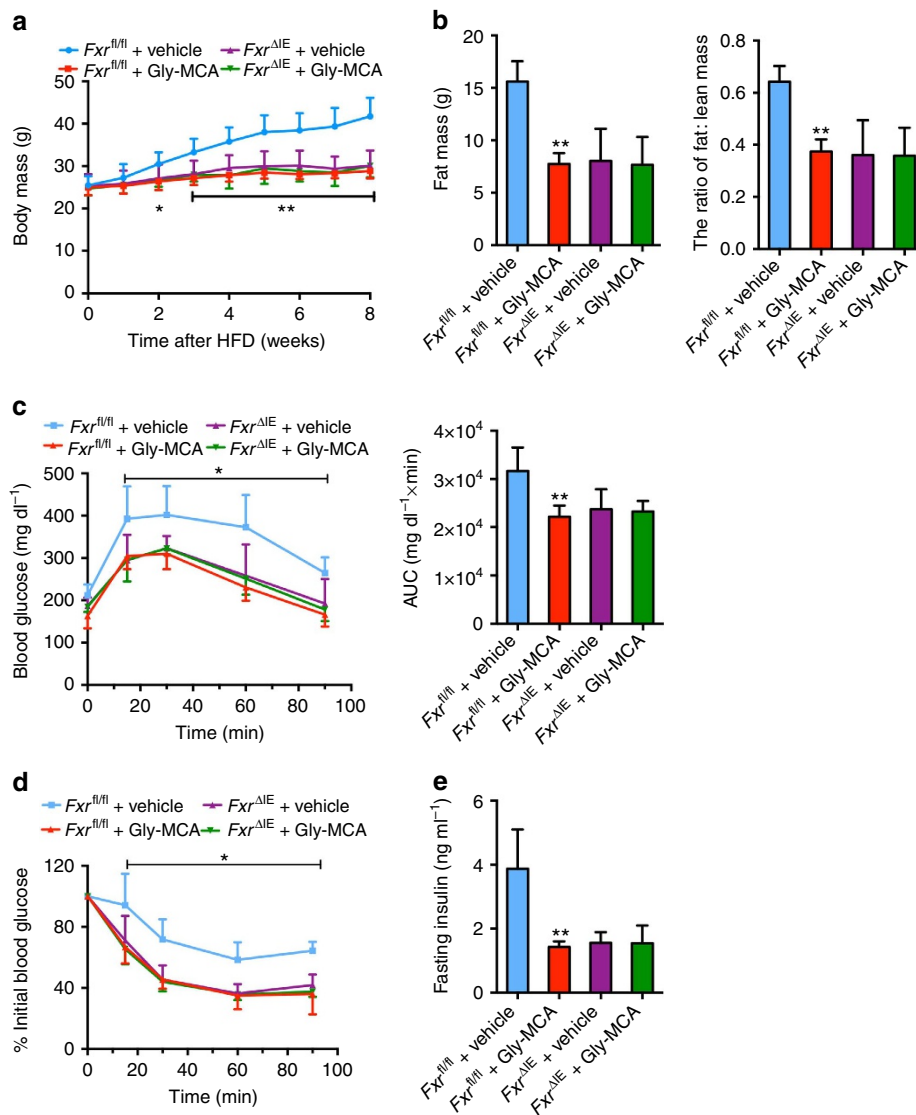 a
Fxr^fl/fl + vehicle Fxr^ΔIE + vehicle
Fxr^fl/fl + Gly-MCA Fxr^ΔIE + Gly-MCA
Body mass (g)
50
40
30
20
10
0
* **
0 2 4 6 8
Time after HFD (weeks)
b
Fat mass (g)
20
15
10
5
0
**
Fxr^fl/fl + vehicle
Fxr^fl/fl + Gly-MCA
Fxr^ΔIE + vehicle
Fxr^ΔIE + Gly-MCA
The ratio of fat: lean mass
0.8
0.6
0.4
0.2
0.0
**
Fxr^fl/fl + vehicle
Fxr^fl/fl + Gly-MCA
Fxr^ΔIE + vehicle
Fxr^ΔIE + Gly-MCA
c
Fxr^fl/fl + vehicle Fxr^ΔIE + vehicle
Fxr^fl/fl + Gly-MCA Fxr^ΔIE + Gly-MCA
Blood glucose (mg dl⁻¹)
500
400
300
200
100
0
*
0 20 40 60 80 100
Time (min)
AUC (mg dl⁻¹×min)
4×10⁴
3×10⁴
2×10⁴
1×10⁴
0
**
Fxr^fl/fl + vehicle
Fxr^fl/fl + Gly-MCA
Fxr^ΔIE + vehicle
Fxr^ΔIE + Gly-MCA
d
Fxr^fl/fl + vehicle Fxr^ΔIE + vehicle
Fxr^fl/fl + Gly-MCA Fxr^ΔIE + Gly-MCA
% Initial blood glucose
120
80
40
0
*
0 20 40 60 80 100
Time (min)
e
Fasting insulin (ng ml⁻¹)
6
4
2
0
**
Fxr^fl/fl + vehicle
Fxr^fl/fl + Gly-MCA
Fxr^ΔIE + vehicle
Fxr^ΔIE + Gly-MCA